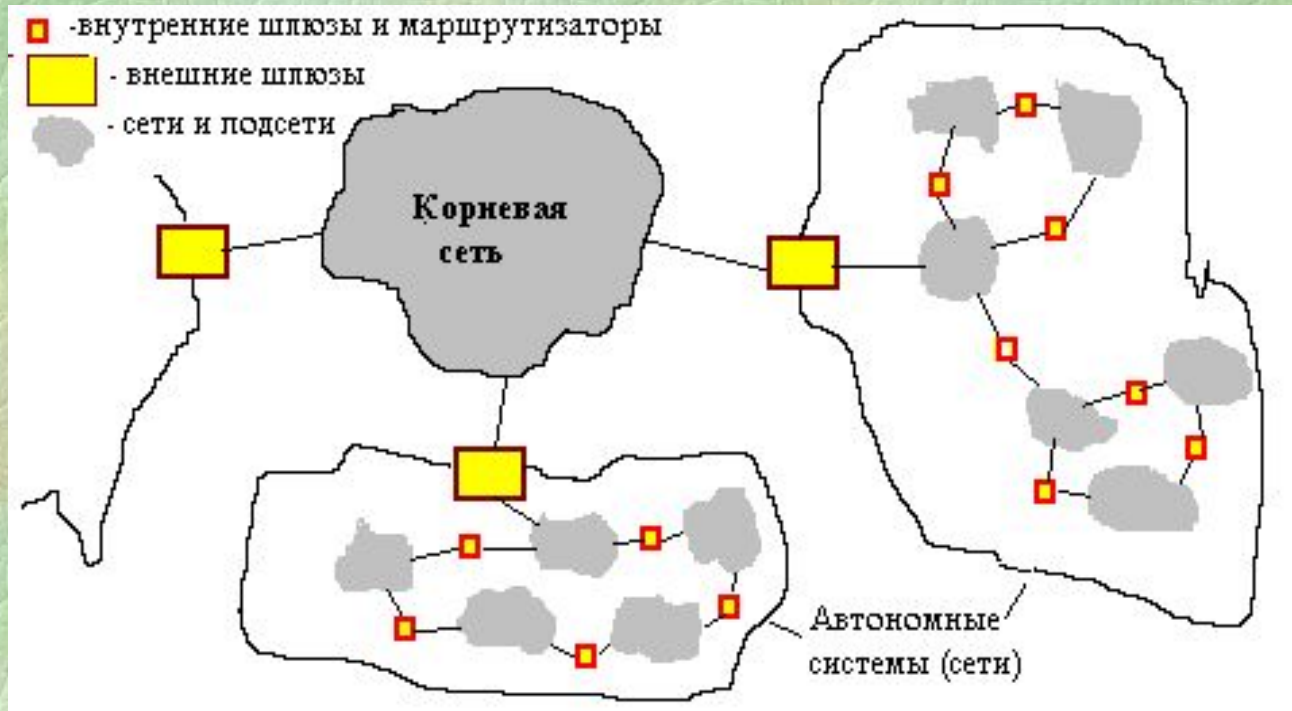 -внутренние шлюзы и маршрутизаторы
- внешние шлюзы
- сети и подсети
Корневая
сеть
Автономные
системы (сети)